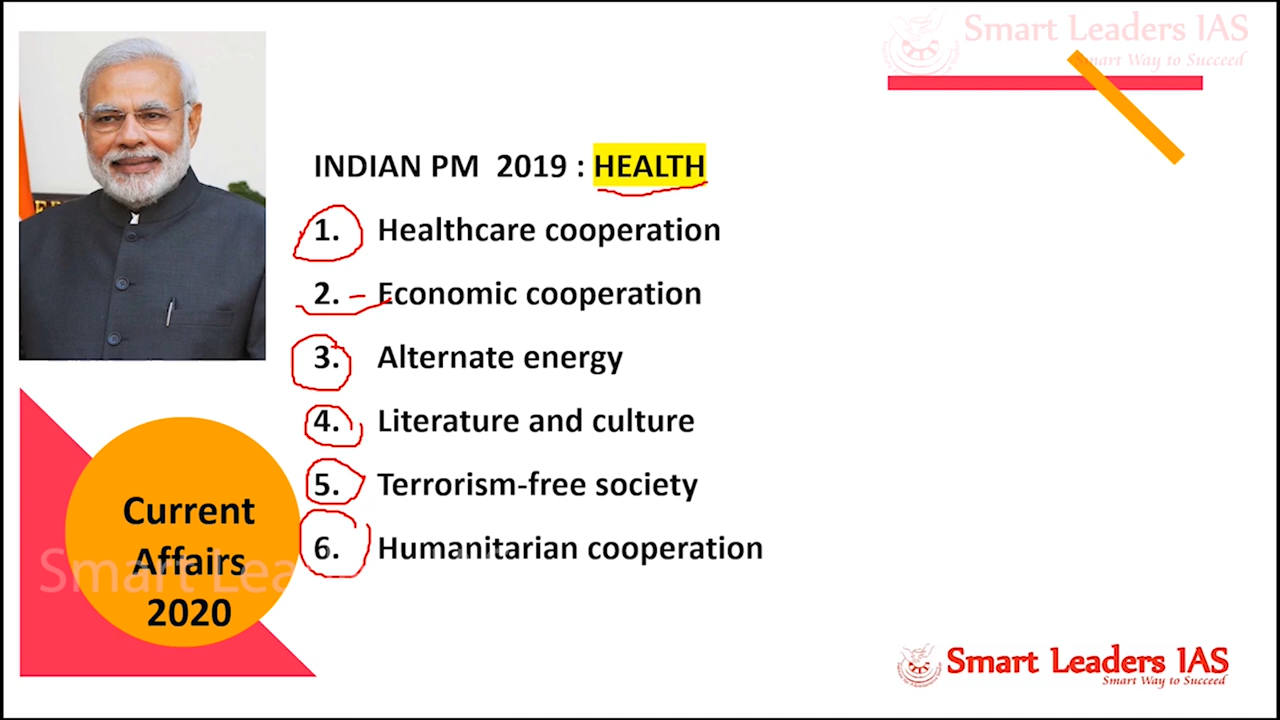 Smart Leaders IAS
Smart Way to Succeed
INDIAN PM 2019 : HEALTH
1. Healthcare cooperation
2. Economic cooperation
3. Alternate energy
4. Literature and culture
5. Terrorism-free society
6. Humanitarian cooperation
Current
Affairs
2020
Smart Lea
Smart Leaders IAS
Smart Way to Succeed